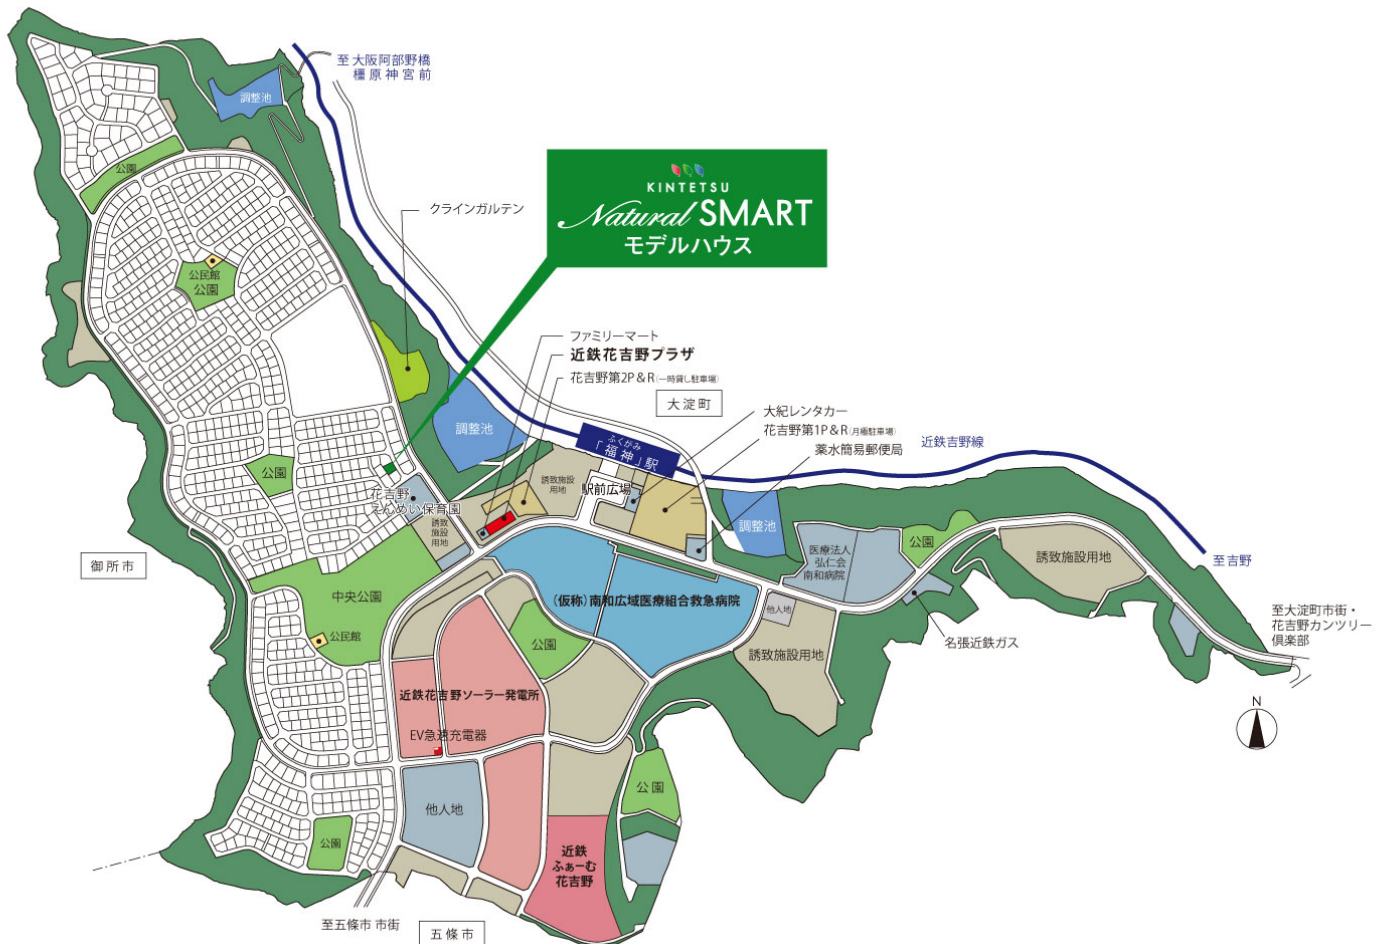 至 大阪阿部野橋
橿原神宮前
調整池
公園
KINTETSU
Natural SMART
モデルハウス
クラインガルテン
公民館
公園
ファミリーマート
近鉄花吉野プラザ
花吉野第2P&R(一時貸し駐車場)
大淀町
大紀レンタカー
花吉野第1P&R(月極駐車場)
薬水簡易郵便局
近鉄吉野線
調整池
ふくがみ
「福神」駅
公園
誘致施設
用地
駅前広場
花吉野
えんめい保育園
誘致
施設
用地
調整池
医療法人
弘仁会
南和病院
公園
誘致施設用地
至吉野
御所市
中央公園
(仮称)南和広域医療組合救急病院
他人地
至大淀町市街・
花吉野カンツリー
倶楽部
公民館
公園
誘致施設用地
名張近鉄ガス
近鉄花吉野ソーラー発電所
N
EV急速充電器
公園
他人地
公園
近鉄
ふぁーむ
花吉野
至五條市 市街
五條市